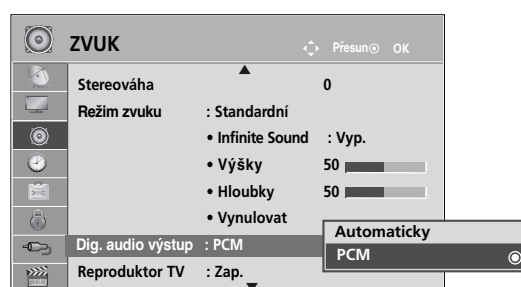 ZVUK Přesun OK
Stereováha 0
Režim zvuku : Standardní
• Infinite Sound : Vyp.
• Výšky 50
• Hloubky 50
• Vynulovat
Dig. audio výstup : PCM
Automaticky
PCM
Reproduktor TV : Zap.